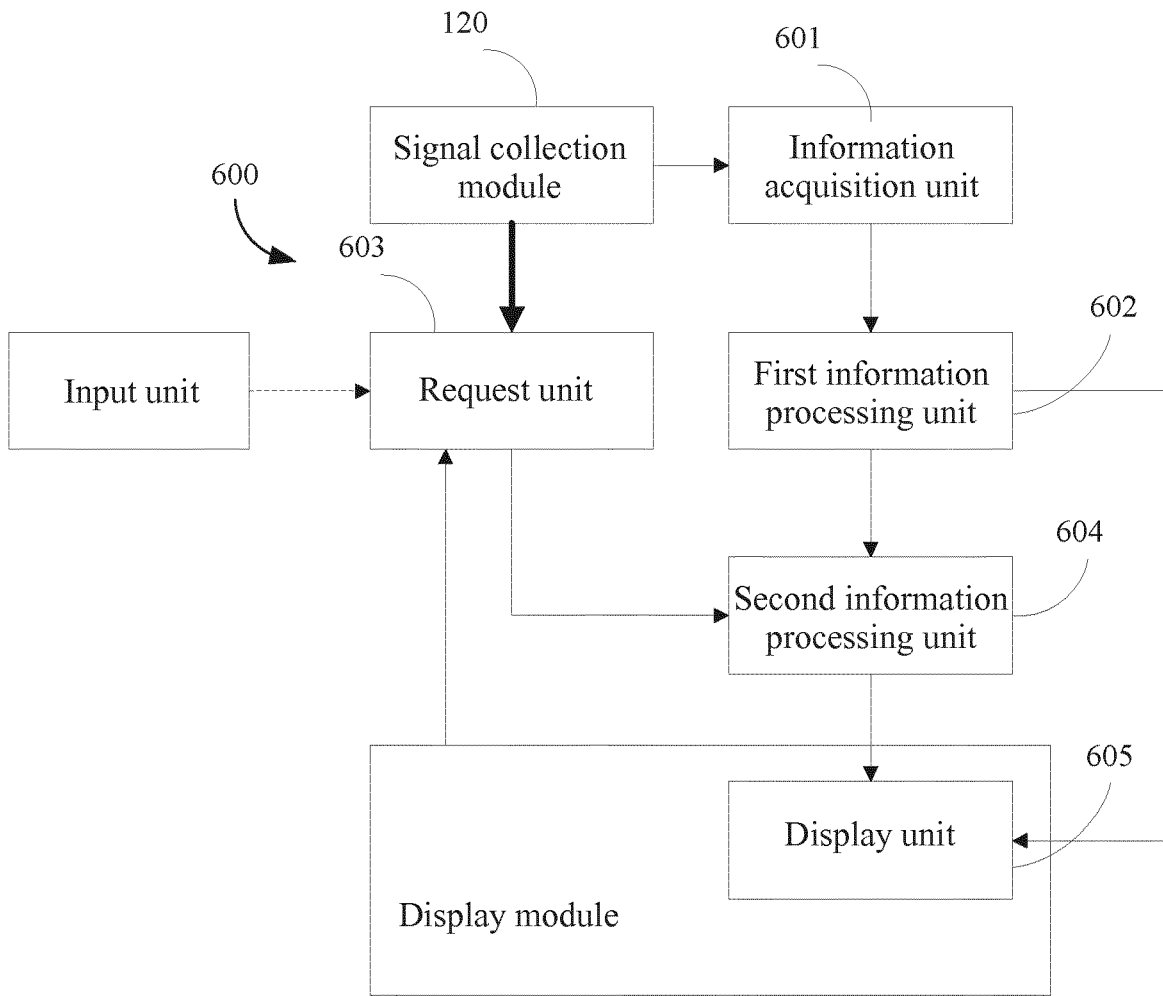 120
601
Signal collection
module
Information
acquisition unit
600
603
602
Input unit
Request unit
First information
processing unit
604
Second information
processing unit
605
Display unit
Display module